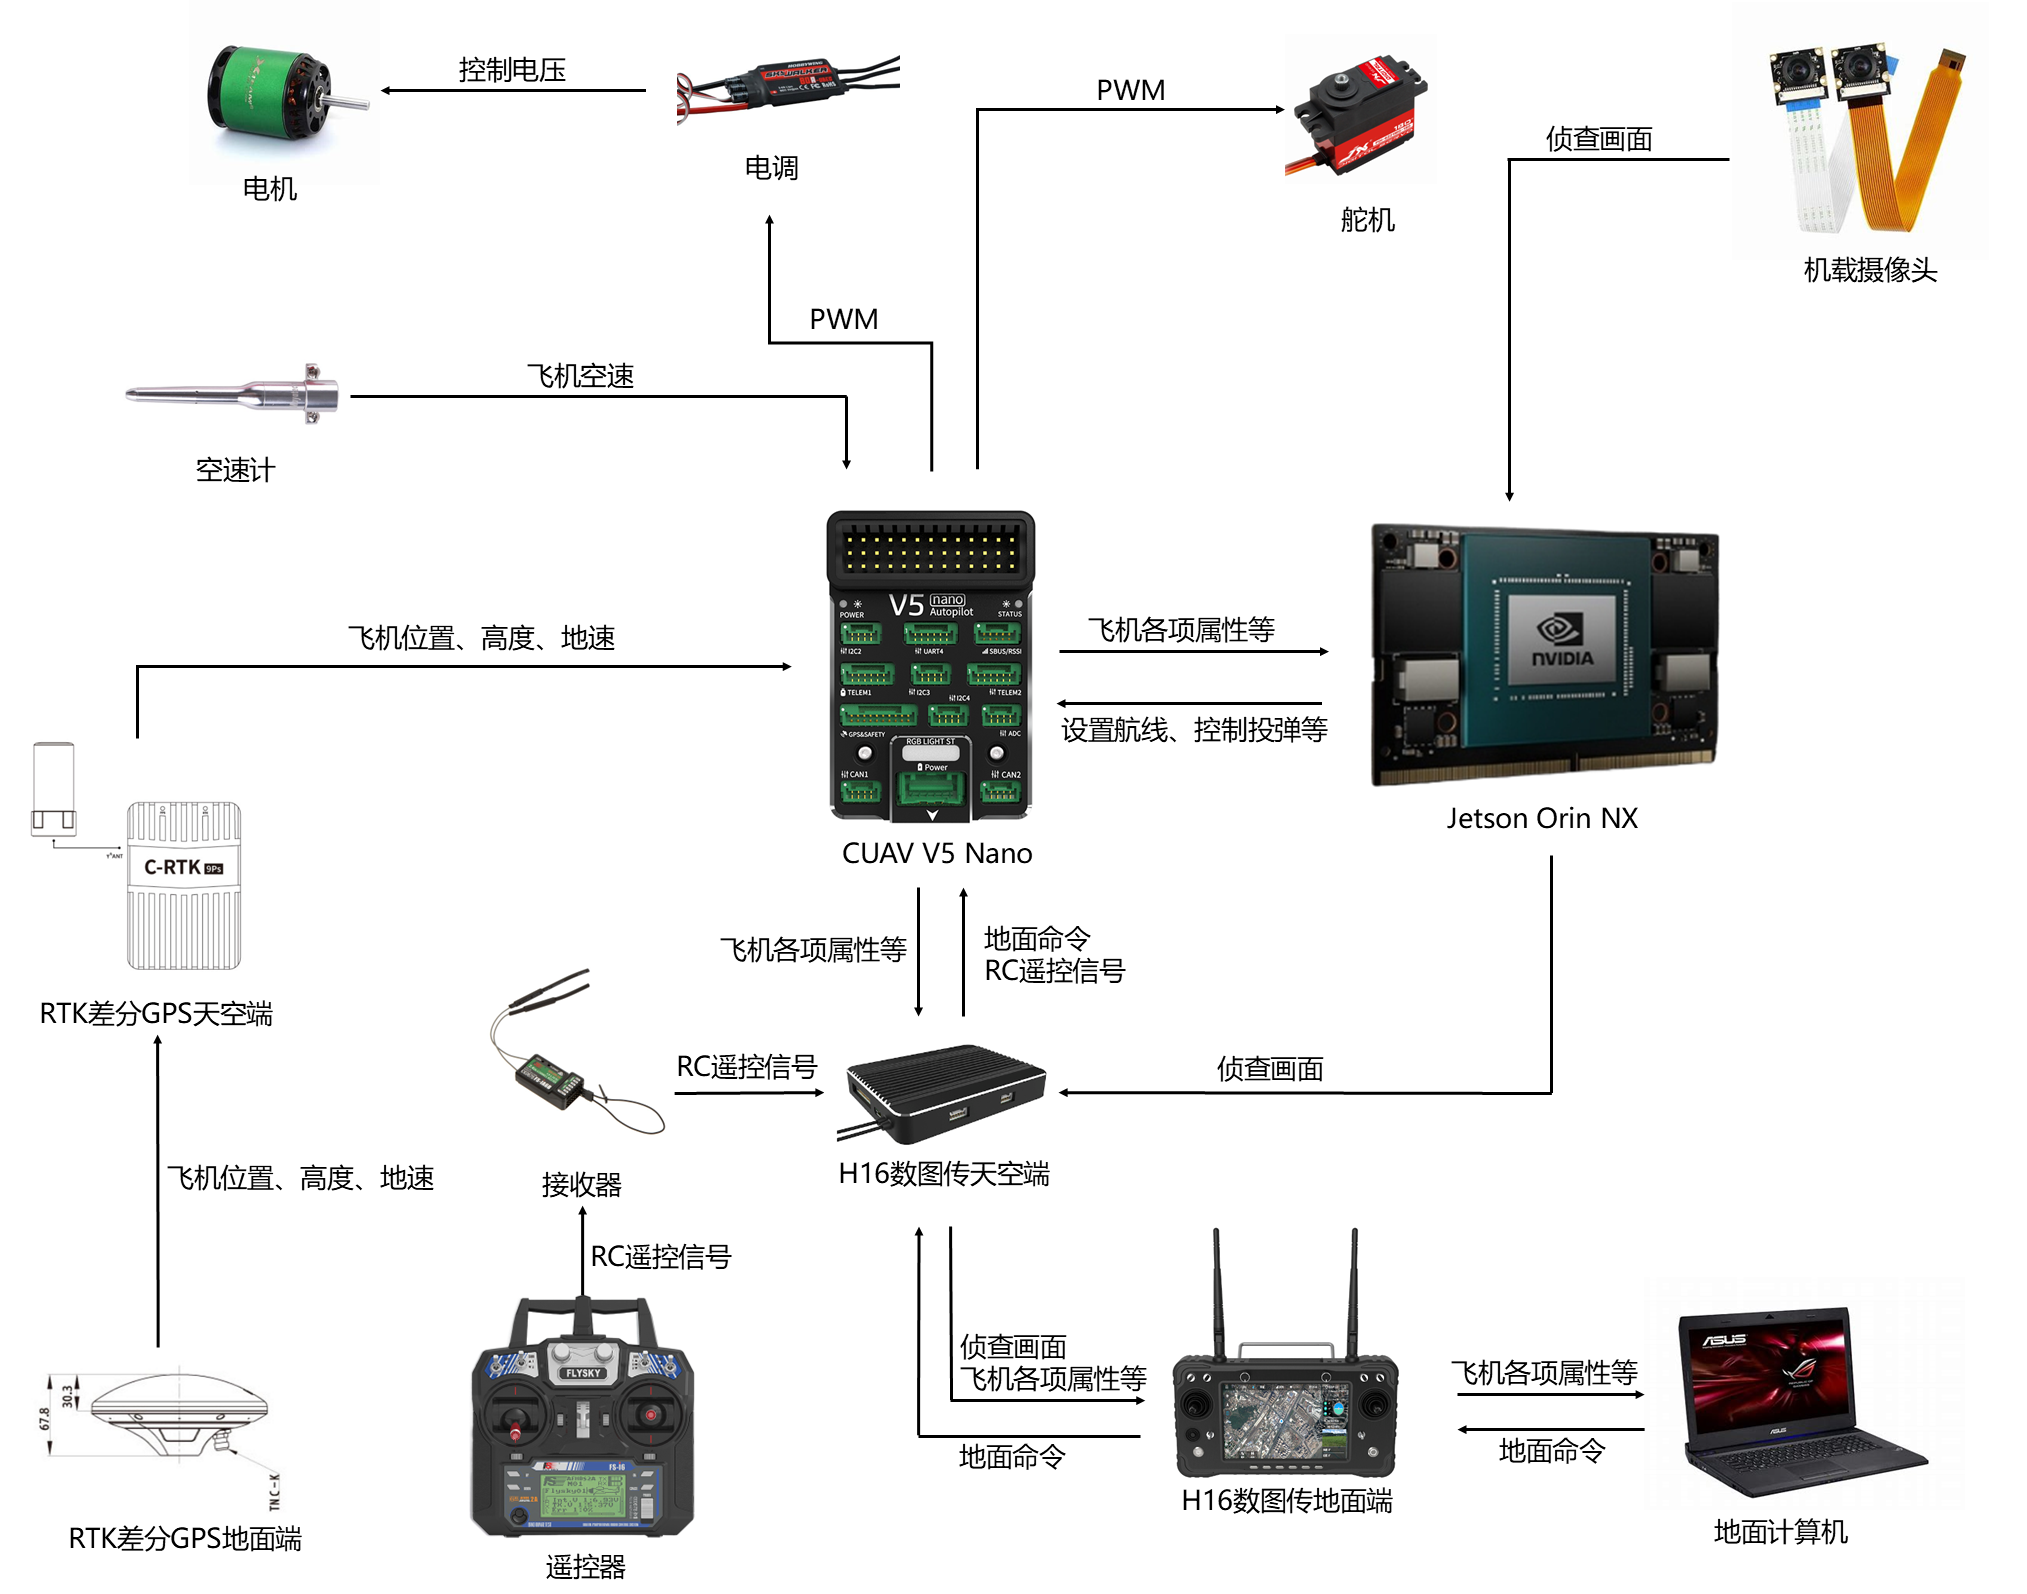 控制电压
电机
HOBBYWING
SKYWALKER
电调
PWM
舵机
侦查画面
机载摄像头
PWM
飞机空速
空速计
V5 nano
Autopilot
POWER
STATUS
I2C2
UART4
SBUS/RSSI
TELEM1
I2C3
TELEM2
I2C4
GPS&SAFETY
RGB LIGHT ST
ADC
Power
CAN1
CAN2
CUAV V5 Nano
飞机位置、高度、地速
飞机各项属性等
设置航线、控制投弹等
NVIDIA
Jetson Orin NX
C-RTK 9Ps
RTK差分GPS天空端
飞机各项属性等
地面命令
RC遥控信号
RC遥控信号
侦查画面
H16数图传天空端
飞机位置、高度、地速
接收器
RC遥控信号
67.8
30.3
TNC-K
RTK差分GPS地面端
FLYSKY
FS-i6
遥控器
侦查画面
飞机各项属性等
地面命令
H16数图传地面端
飞机各项属性等
地面命令
ASUS
ASUS
地面计算机